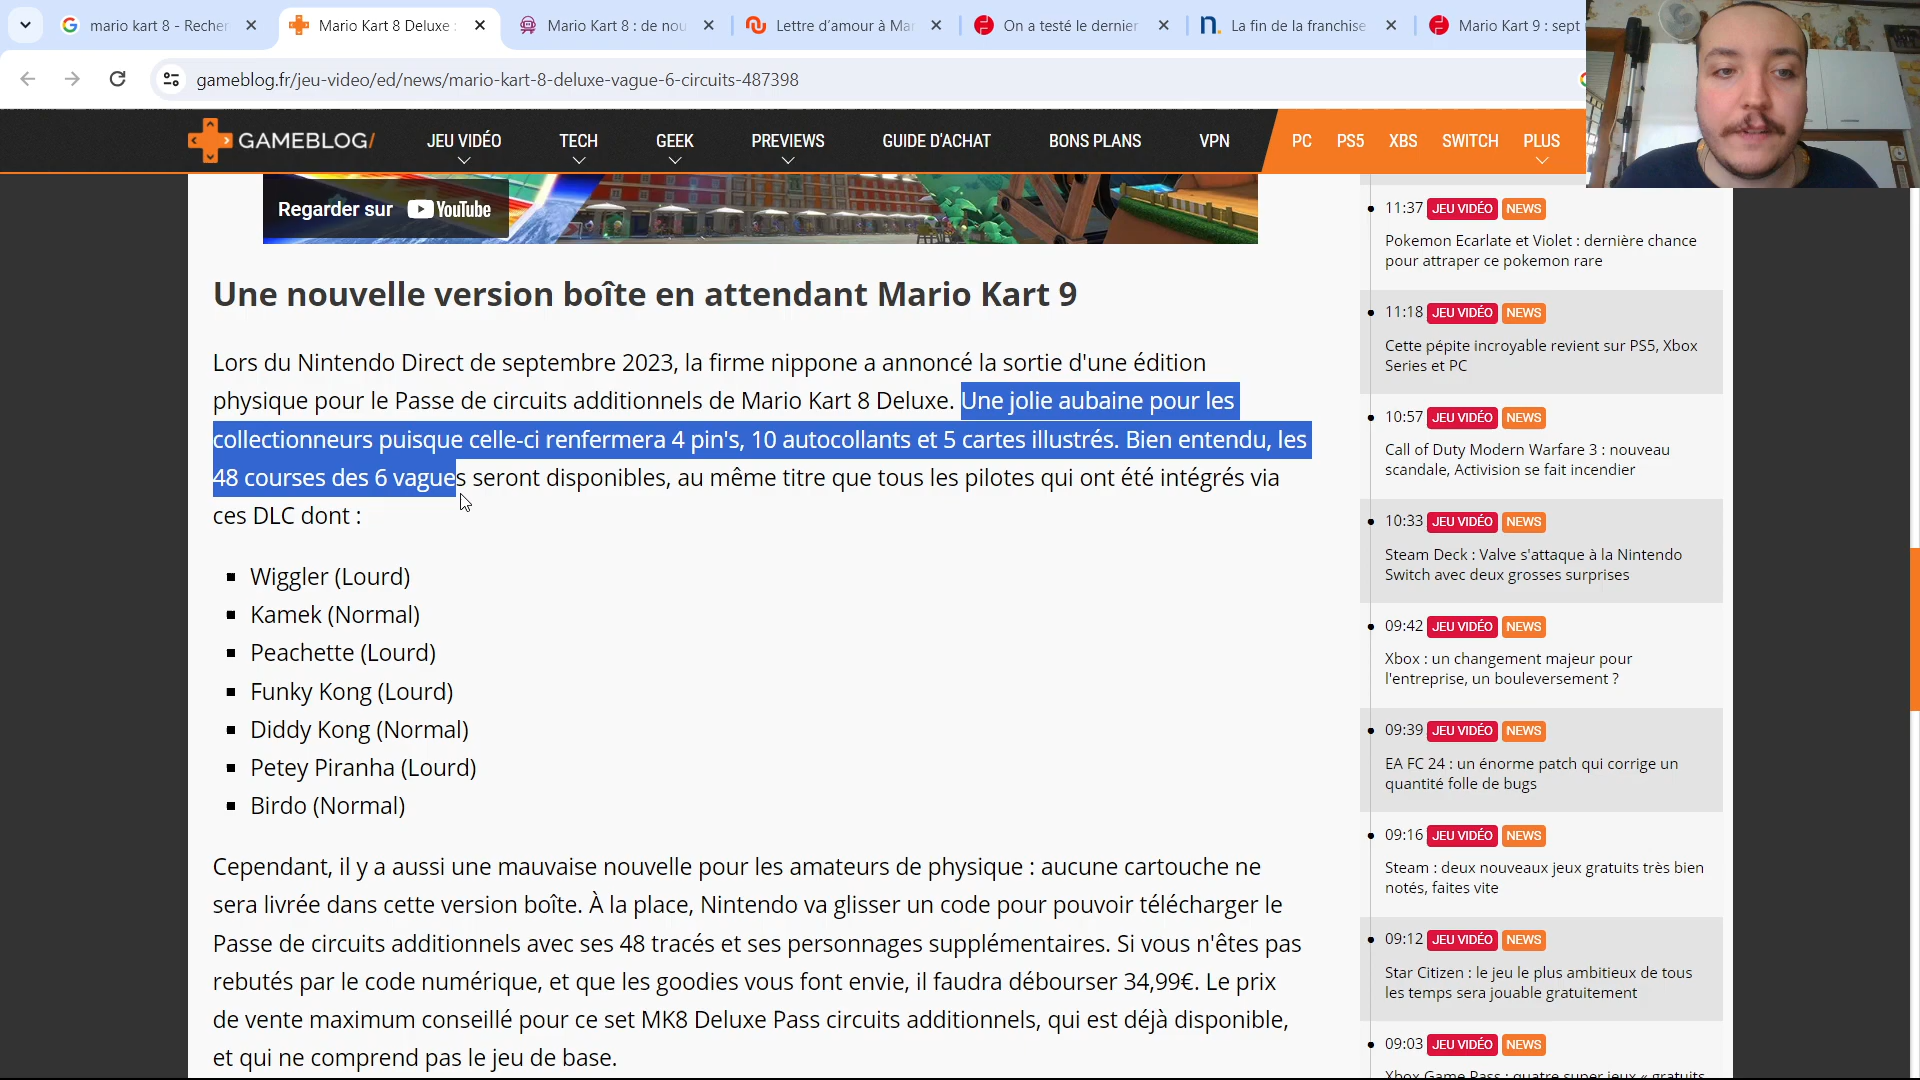 mario kart 8 - Recher
Mario Kart 8 Deluxe :
Mario Kart 8 : de nou
Lettre d'amour à Mar
On a testé le dernier
La fin de la franchise
Mario Kart 9 : sept
gameblog.fr/jeu-video/ed/news/mario-kart-8-deluxe-vague-6-circuits-487398
GAMEBLOG/
JEU VIDÉO
TECH
GEEK
PREVIEWS
GUIDE D'ACHAT
BONS PLANS
VPN
PC
PS5
XBS
SWITCH
PLUS
Regarder sur YouTube
Une nouvelle version boîte en attendant Mario Kart 9
Lors du Nintendo Direct de septembre 2023, la firme nippone a annoncé la sortie d'une édition
physique pour le Passe de circuits additionnels de Mario Kart 8 Deluxe. Une jolie aubaine pour les
collectionneurs puisque celle-ci renfermera 4 pin's, 10 autocollants et 5 cartes illustrés. Bien entendu, les
48 courses des 6 vagues seront disponibles, au même titre que tous les pilotes qui ont été intégrés via
ces DLC dont :
Wiggler (Lourd)
Kamek (Normal)
Peachette (Lourd)
Funky Kong (Lourd)
Diddy Kong (Normal)
Petey Piranha (Lourd)
Birdo (Normal)
Cependant, il y a aussi une mauvaise nouvelle pour les amateurs de physique : aucune cartouche ne
sera livrée dans cette version boîte. À la place, Nintendo va glisser un code pour pouvoir télécharger le
Passe de circuits additionnels avec ses 48 tracés et ses personnages supplémentaires. Si vous n'êtes pas
rebutés par le code numérique, et que les goodies vous font envie, il faudra débourser 34,99€. Le prix
de vente maximum conseillé pour ce set MK8 Deluxe Pass circuits additionnels, qui est déjà disponible,
et qui ne comprend pas le jeu de base.
11:37 JEU VIDÉO NEWS
Pokemon Ecarlate et Violet : dernière chance
pour attraper ce pokemon rare
11:18 JEU VIDÉO NEWS
Cette pépite incroyable revient sur PS5, Xbox
Series et PC
10:57 JEU VIDÉO NEWS
Call of Duty Modern Warfare 3 : nouveau
scandale, Activision se fait incendier
10:33 JEU VIDÉO NEWS
Steam Deck : Valve s'attaque à la Nintendo
Switch avec deux grosses surprises
09:42 JEU VIDÉO NEWS
Xbox : un changement majeur pour
l'entreprise, un bouleversement ?
09:39 JEU VIDÉO NEWS
EA FC 24 : un énorme patch qui corrige un
quantité folle de bugs
09:16 JEU VIDÉO NEWS
Steam : deux nouveaux jeux gratuits très bien
notés, faites vite
09:12 JEU VIDÉO NEWS
Star Citizen : le jeu le plus ambitieux de tous
les temps sera jouable gratuitement
09:03 JEU VIDÉO NEWS
Xbox Game Pass : quatre super jeux « gratuits